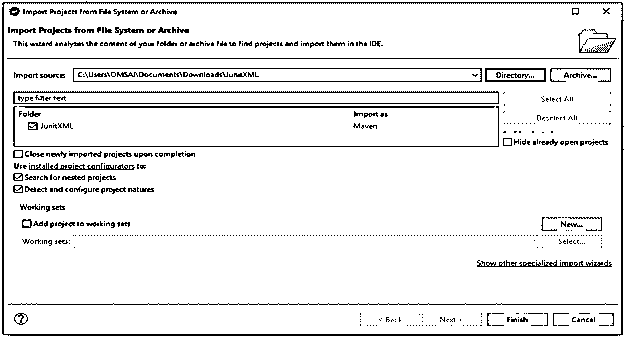 Import Projects from File System or Archive
Import Projects from File System or Archive
This wizard analyzes the content of your folder or archive file to find projects and import them in the IDE.
Import source: C:\Users\OMSAI\Documents\Downloads\JunitXML Directory... Archive...
type filter text Select All
Folder Import as Deselect All
JunitXML Maven
Hide already open projects
Close newly imported projects upon completion
Use installed project configurators to:
Search for nested projects
Detect and configure project natures
Working sets
Add project to working sets New...
Working sets: Select...
Show other specialized import wizards
< Back Next > Finish Cancel